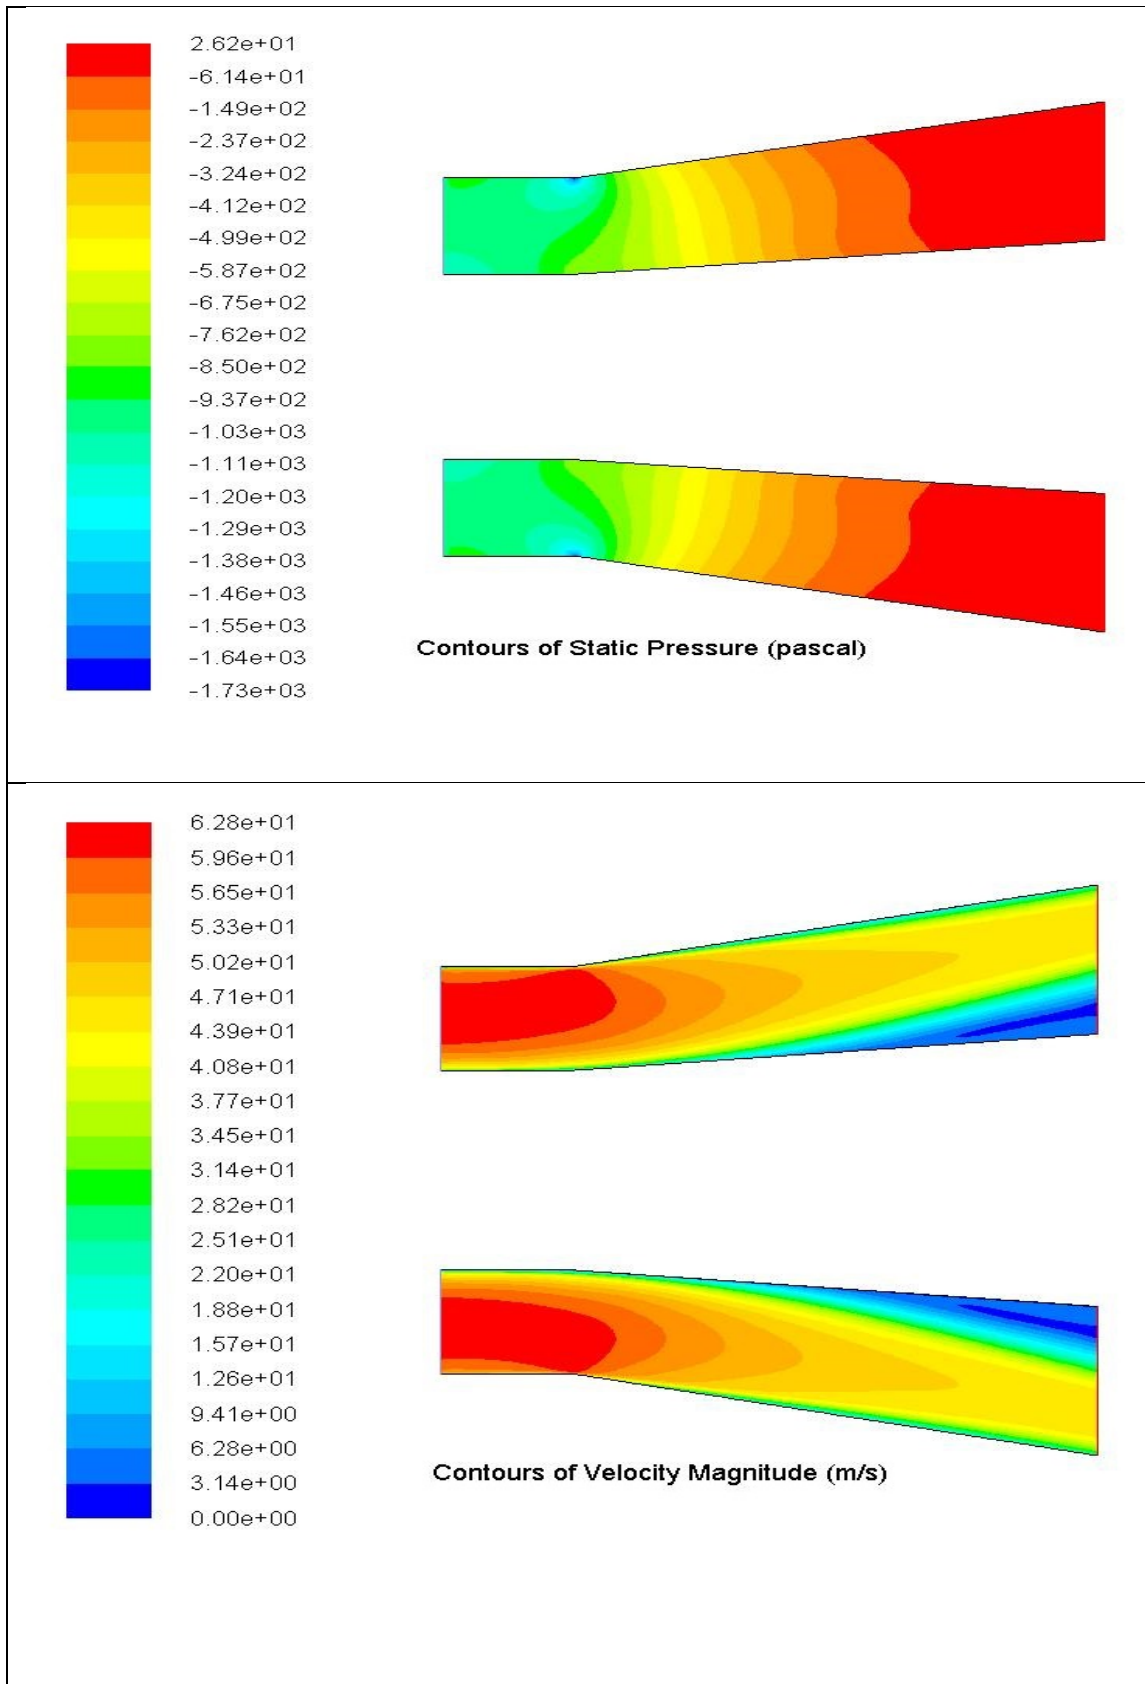 2.62e+01
-6.14e+01
-1.49e+02
-2.37e+02
-3.24e+02
-4.12e+02
-4.99e+02
-5.87e+02
-6.75e+02
-7.62e+02
-8.50e+02
-9.37e+02
-1.03e+03
-1.11e+03
-1.20e+03
-1.29e+03
-1.38e+03
-1.46e+03
-1.55e+03
-1.64e+03
-1.73e+03
Contours of Static Pressure (pascal)
6.28e+01
5.96e+01
5.65e+01
5.33e+01
5.02e+01
4.71e+01
4.39e+01
4.08e+01
3.77e+01
3.45e+01
3.14e+01
2.82e+01
2.51e+01
2.20e+01
1.88e+01
1.57e+01
1.26e+01
9.41e+00
6.28e+00
3.14e+00
0.00e+00
Contours of Velocity Magnitude (m/s)